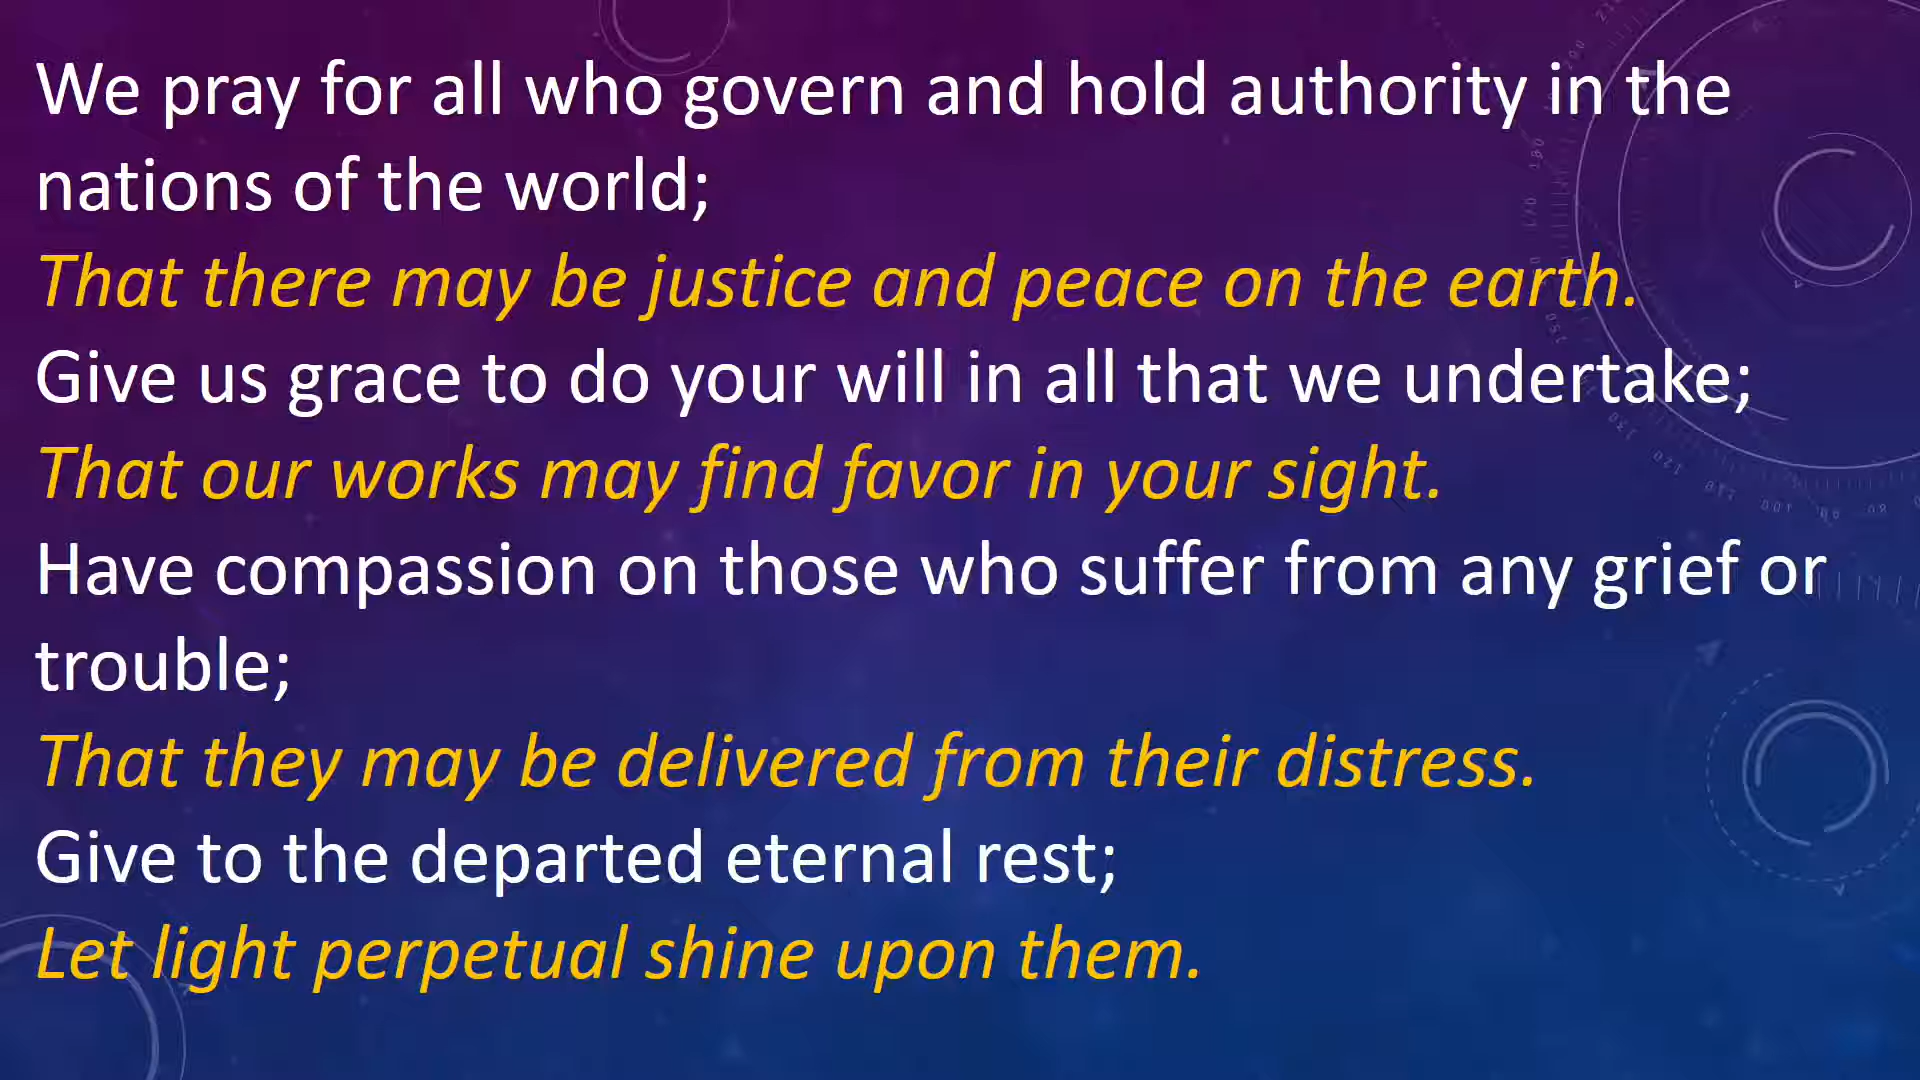 We pray for all who govern and hold authority in the
nations of the world;
That there may be justice and peace on the earth.
Give us grace to do your will in all that we undertake;
That our works may find favor in your sight.
Have compassion on those who suffer from any grief or
trouble;
That they may be delivered from their distress.
Give to the departed eternal rest;
Let light perpetual shine upon them.